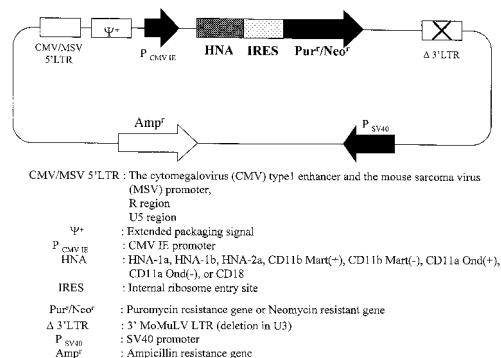 CMV/MSV
5'LTR
Ψ+
P CMV IE
HNA
IRES
Purr/Neor
Δ 3'LTR
Ampr
P SV40
CMV/MSV 5'LTR : The cytomegalovirus (CMV) type1 enhancer and the mouse sarcoma virus
(MSV) promoter,
R region
U5 region
Ψ+ : Extended packaging signal
P CMV IE : CMV IE promoter
HNA : HNA-1a, HNA-1b, HNA-2a, CD11b Mart(+), CD11b Mart(-), CD11a Ond(+),
CD11a Ond(-), or CD18
IRES : Internal ribosome entry site
Purr/Neor : Puromycin resistance gene or Neomycin resistant gene
Δ 3'LTR : 3' MoMuLV LTR (deletion in U3)
P SV40 : SV40 promoter
Ampr : Ampicillin resistance gene